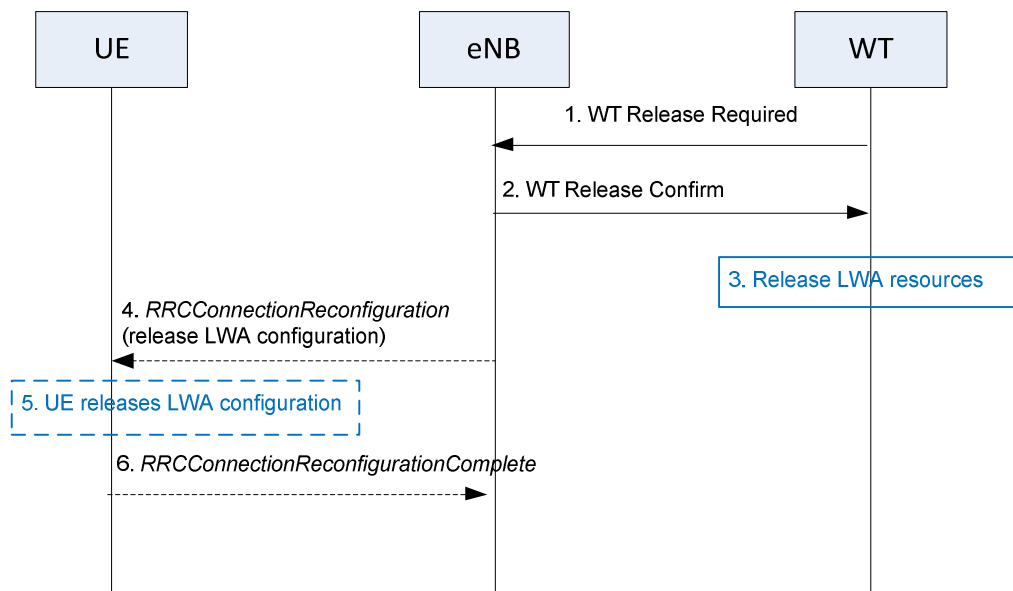 UE
eNB
WT
1. WT Release Required
2. WT Release Confirm
3. Release LWA resources
4. RRCConnectionReconfiguration
(release LWA configuration)
5. UE releases LWA configuration
6. RRCConnectionReconfigurationComplete